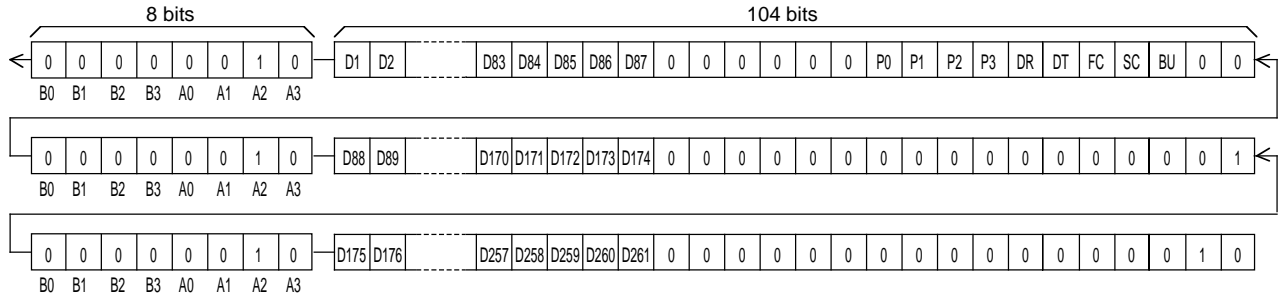 8 bits 104 bits
0 0 0 0 0 0 1 0 D1 D2 D83 D84 D85 D86 D87 0 0 0 0 0 0 P0 P1 P2 P3 DR DT FC SC BU 0 0
B0 B1 B2 B3 A0 A1 A2 A3
0 0 0 0 0 0 1 0 D88 D89 D170 D171 D172 D173 D174 0 0 0 0 0 0 0 0 0 0 0 0 0 0 0 0 1
B0 B1 B2 B3 A0 A1 A2 A3
0 0 0 0 0 0 1 0 D175 D176 D257 D258 D259 D260 D261 0 0 0 0 0 0 0 0 0 0 0 0 0 0 0 1 0
B0 B1 B2 B3 A0 A1 A2 A3